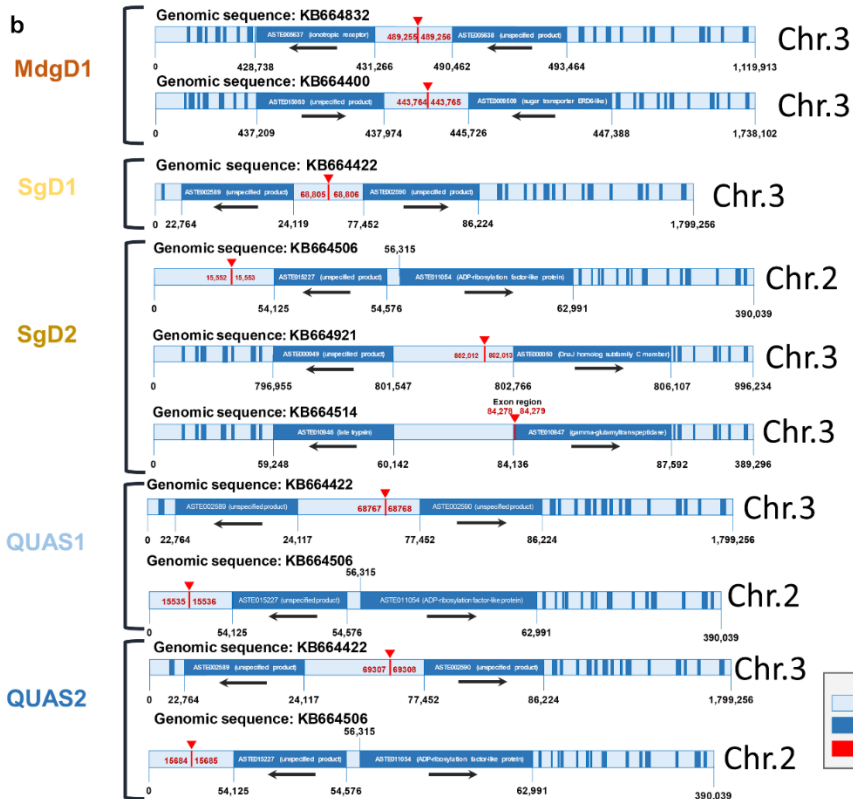 b
MdgD1
Genomic sequence: KB664832
ASTE005637 (ionotropic receptor) 489,255 489,256 ASTE005638 (unspecified product)
Chr.3
0 428,738 431,266 490,462 493,464 1,119,913
Genomic sequence: KB664400
(unspecified product) 443,764 443,765 (sugar transporter ERD6-like)
Chr.3
0 437,209 437,974 445,726 447,388 1,738,102
SgD1
Genomic sequence: KB664422
ASTE002589 (unspecified product) 68,805 68,806 ASTE002590 (unspecified product)
Chr.3
0 22,764 24,119 77,452 86,224 1,799,256
SgD2
Genomic sequence: KB664506
56,315
15,552 15,553 ASTE015227 (unspecified product) ASTE011054 (ADP-ribosylation factor-like protein)
Chr.2
0 54,125 54,576 62,991 390,039
Genomic sequence: KB664921
ASTE000049 (unspecified product) 802,012 802,013 ASTE000050 (DnaJ homolog subfamily C member)
Chr.3
0 796,955 801,547 802,766 806,107 996,234
Genomic sequence: KB664514
Exon region
84,278 84,279
ASTE010846 (late trypsin) ASTE010847 (gamma-glutamyltranspeptidase)
Chr.3
0 59,248 60,142 84,136 87,592 389,296
QUAS1
Genomic sequence: KB664422
ASTE002589 (unspecified product) 68767 68768 ASTE002590 (unspecified product)
Chr.3
0 22,764 24,117 77,452 86,224 1,799,256
Genomic sequence: KB664506
56,315
15535 15536 ASTE015227 (unspecified product) ASTE011054 (ADP-ribosylation factor-like protein)
Chr.2
0 54,125 54,576 62,991 390,039
QUAS2
Genomic sequence: KB664422
ASTE002589 (unspecified product) 69307 69308 ASTE002590 (unspecified product)
Chr.3
0 22,764 24,117 77,452 86,224 1,799,256
Genomic sequence: KB664506
56,315
15684 15685 ASTE015227 (unspecified product) ASTE011054 (ADP-ribosylation factor-like protein)
Chr.2
0 54,125 54,576 62,991 390,039